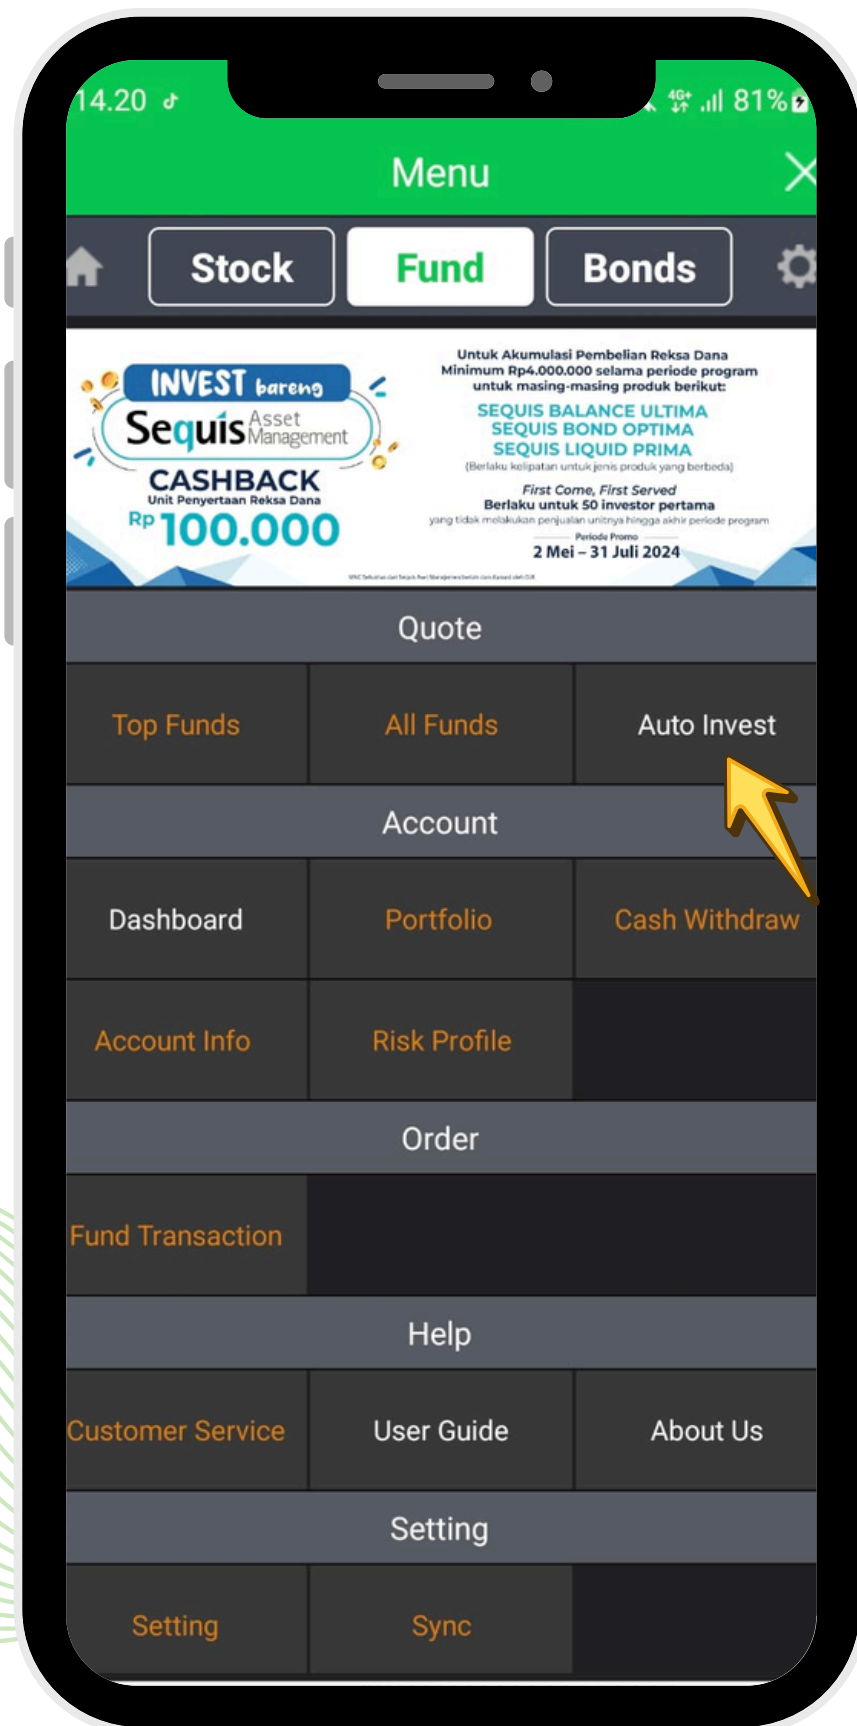 14.20
4G+ 81%
Menu
Stock Fund Bonds
INVEST bareng
Sequis Asset Management
CASHBACK
Unit Penyertaan Reksa Dana
Rp 100.000
Untuk Akumulasi Pembelian Reksa Dana
Minimum Rp4.000.000 selama periode program
untuk masing-masing produk berikut:
SEQUIS BALANCE ULTIMA
SEQUIS BOND OPTIMA
SEQUIS LIQUID PRIMA
(Berlaku kelipatan untuk jenis produk yang berbeda)
First Come, First Served
Berlaku untuk 50 investor pertama
yang tidak melakukan penjualan unitnya hingga akhir periode program
Periode Promo
2 Mei – 31 Juli 2024
Quote
Top Funds All Funds Auto Invest
Account
Dashboard Portfolio Cash Withdraw
Account Info Risk Profile
Order
Fund Transaction
Help
Customer Service User Guide About Us
Setting
Setting Sync